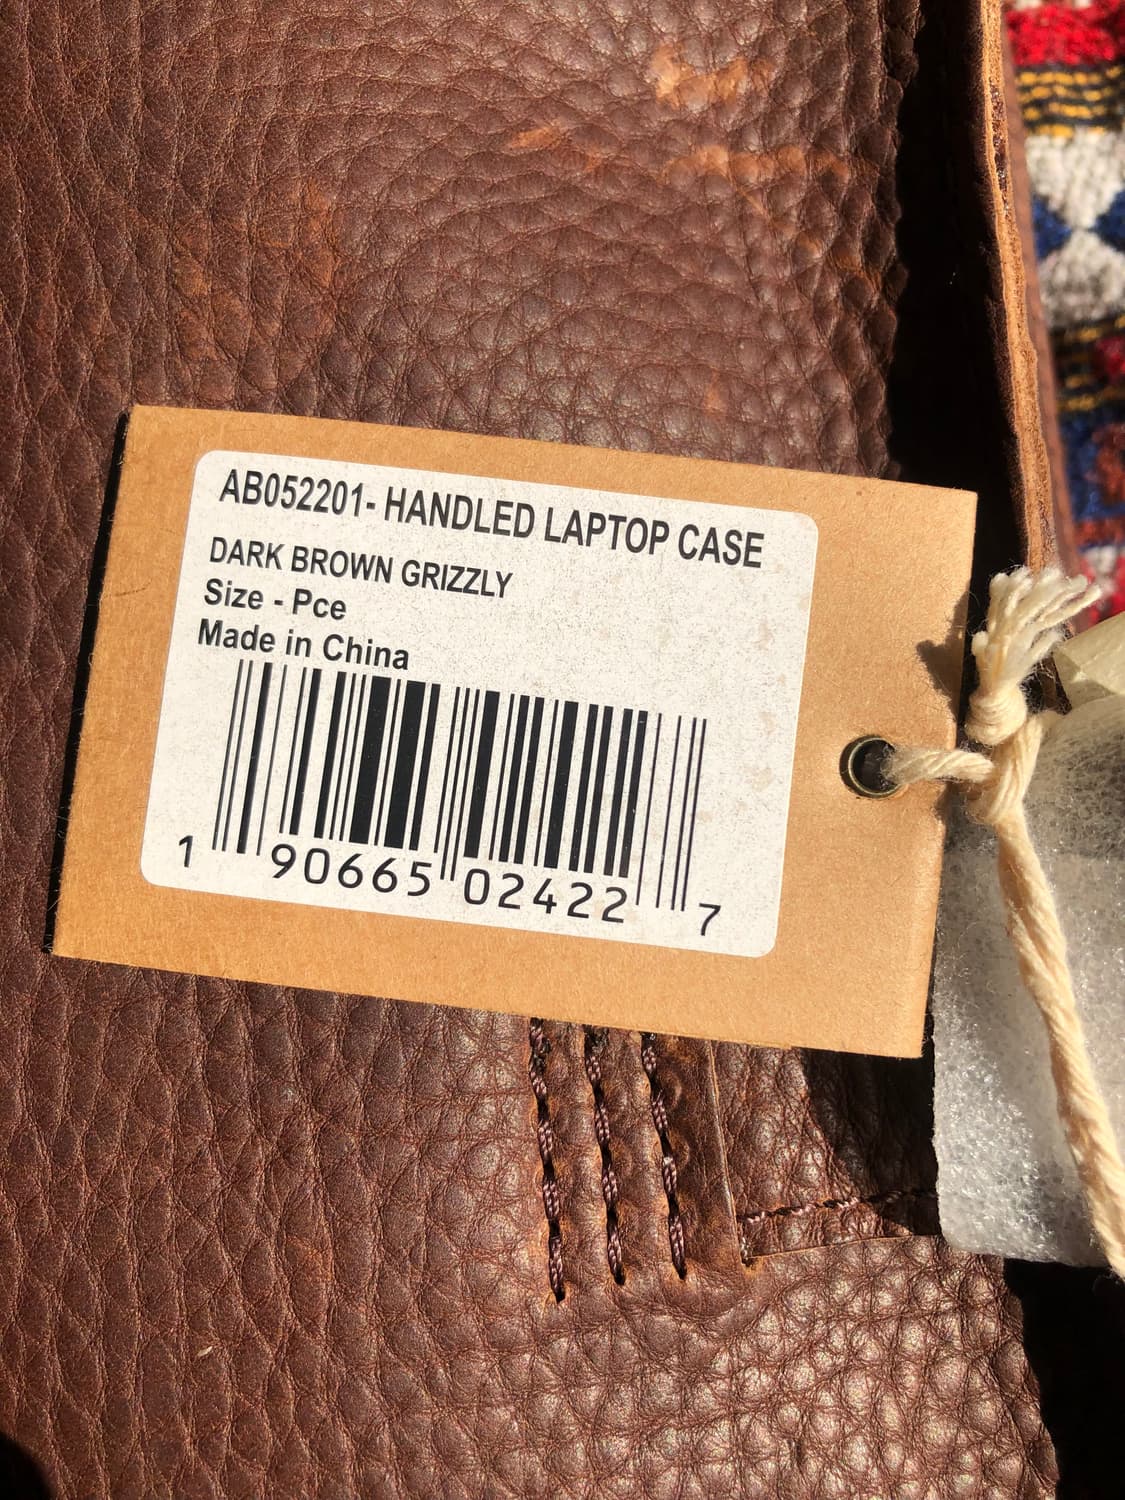 AB052201- HANDLED LAPTOP CASE
DARK BROWN GRIZZLY
Size - Pce
Made in China
1 90665 02422 7